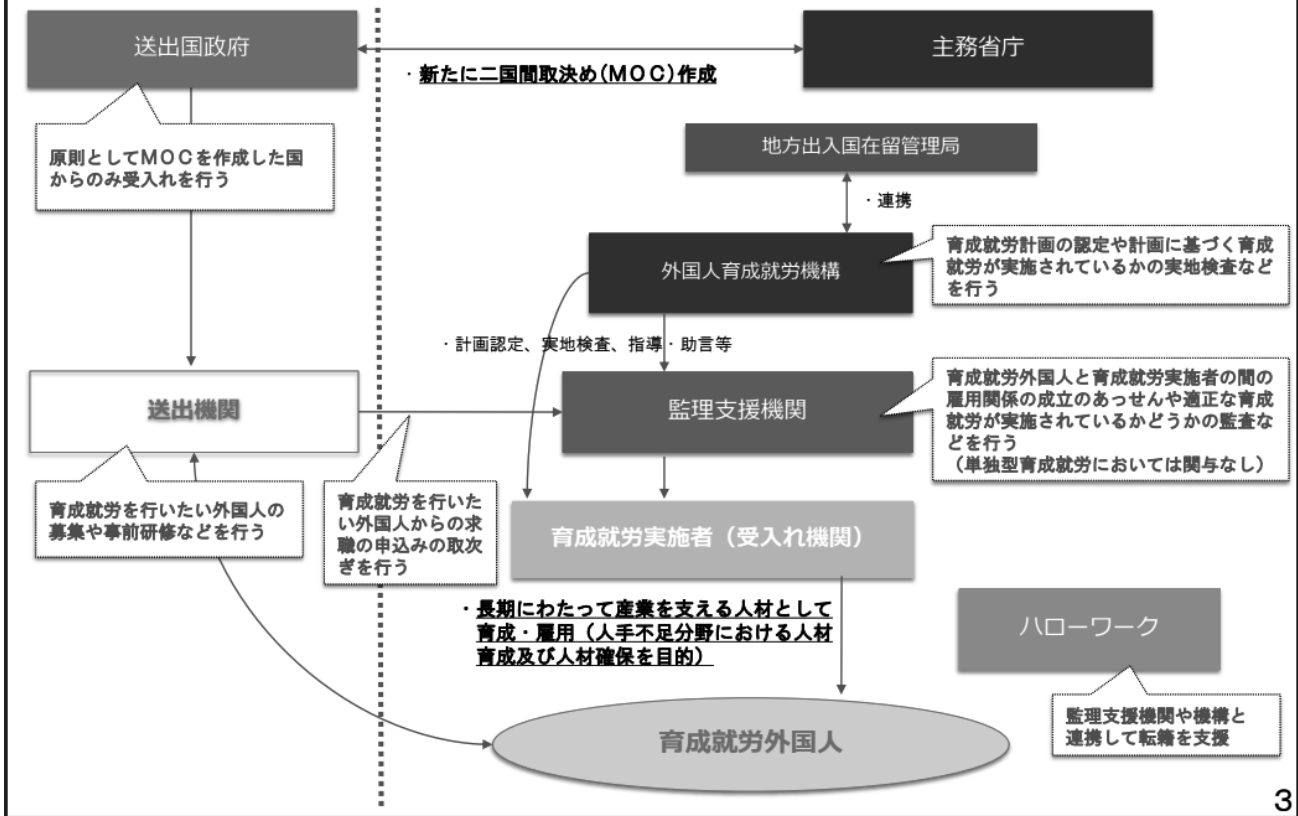 送出国政府
主務省庁
・新たに二国間取決め(MOC)作成
原則としてMOCを作成した国
からのみ受入れを行う
地方出入国在留管理局
・連携
外国人育成就労機構
育成就労計画の認定や計画に基づく育成
就労が実施されているかの実地検査など
を行う
・計画認定、実地検査、指導・助言等
送出機関
監理支援機関
育成就労外国人と育成就労実施者の間の
雇用関係の成立のあっせんや適正な育成
就労が実施されているかどうかの監査な
どを行う
(単独型育成就労においては関与なし)
育成就労を行いたい外国人の
募集や事前研修などを行う
育成就労を行いた
い外国人からの求
職の申込みの取次
ぎを行う
育成就労実施者(受入れ機関)
・長期にわたって産業を支える人材として
育成・雇用(人手不足分野における人材
育成及び人材確保を目的)
ハローワーク
監理支援機関や機構と
連携して転籍を支援
育成就労外国人
3